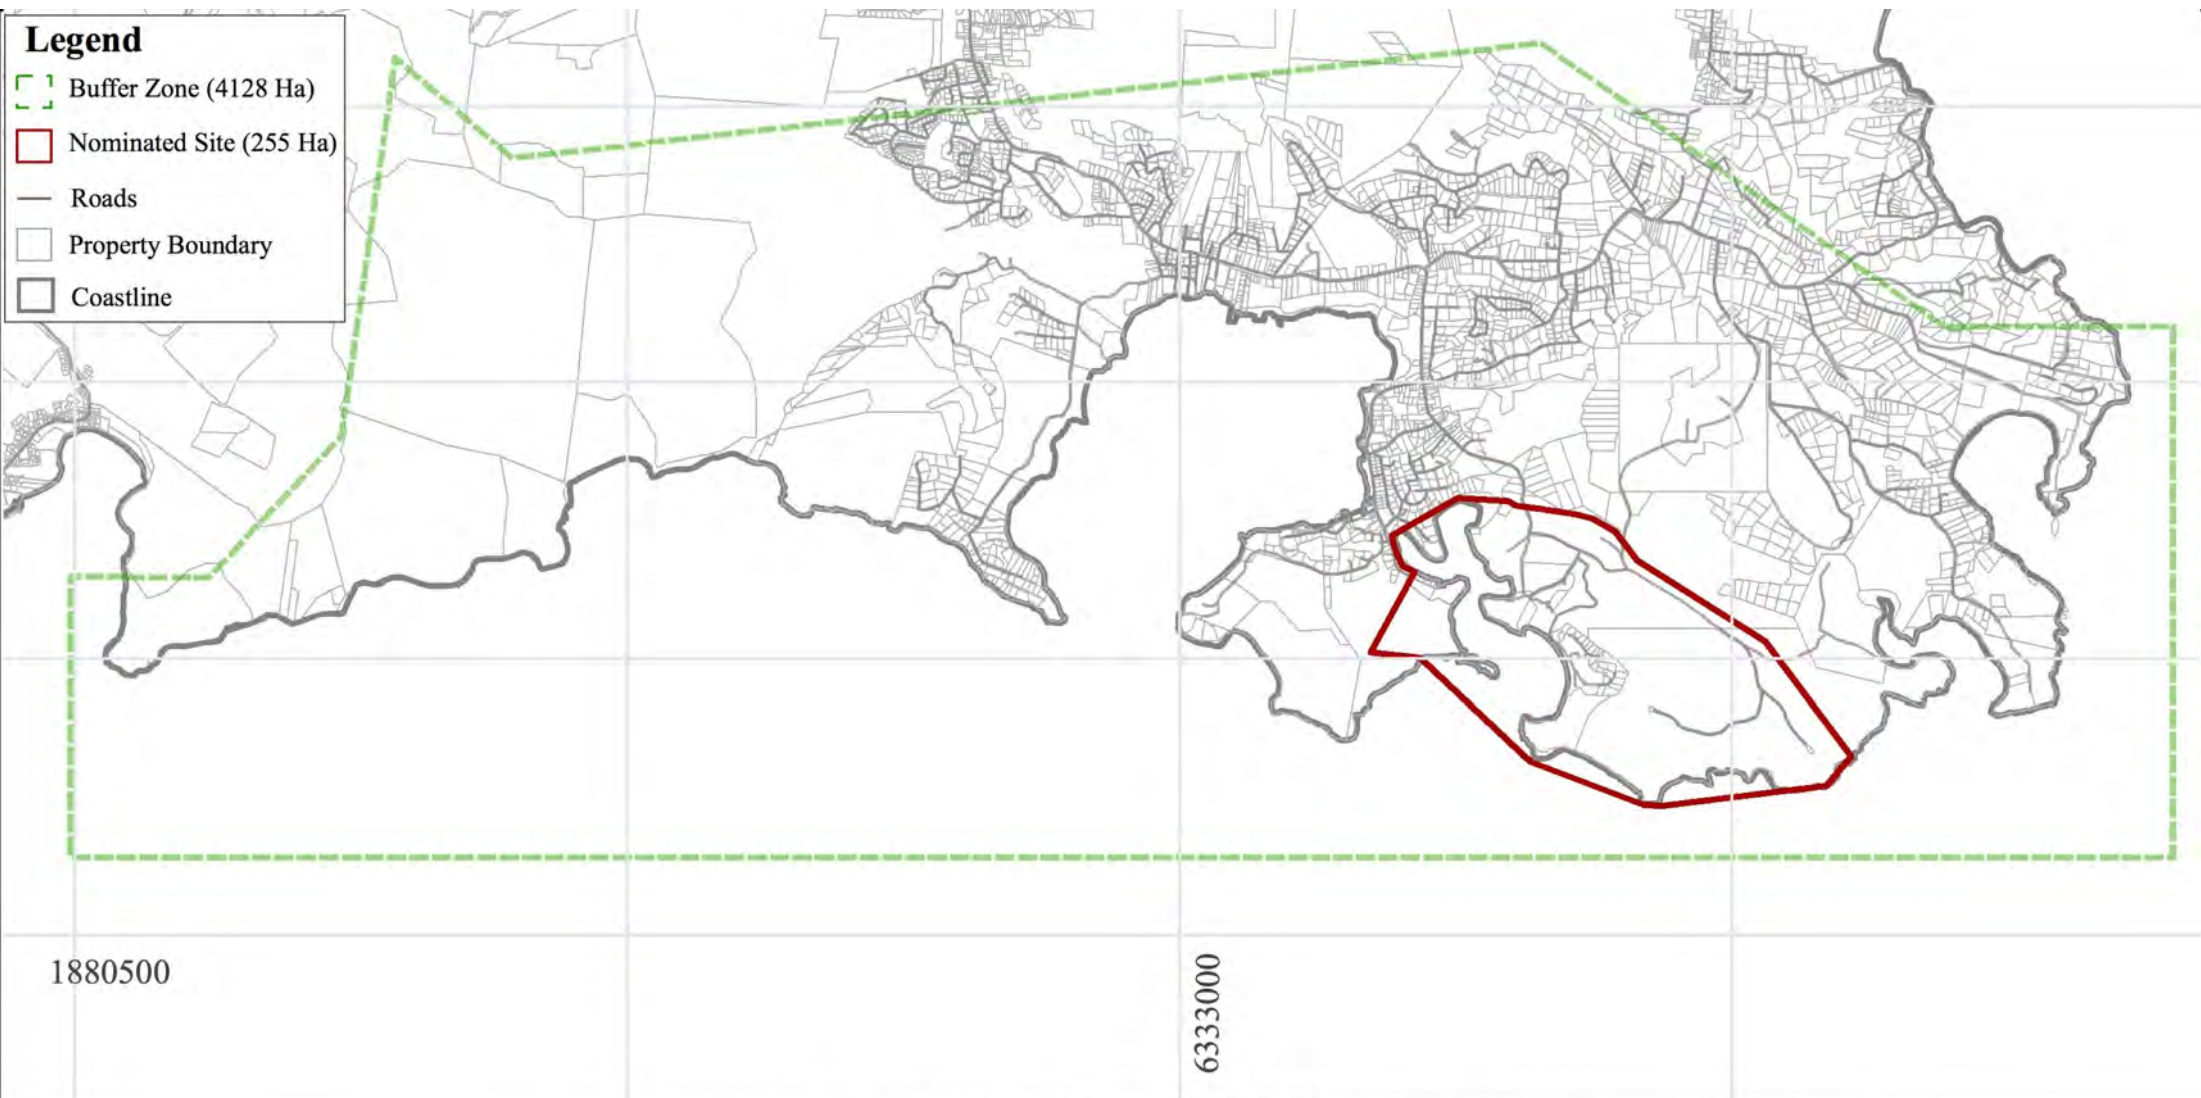 Legend
Buffer Zone (4128 Ha)
Nominated Site (255 Ha)
Roads
Property Boundary
Coastline
1880500
6333000